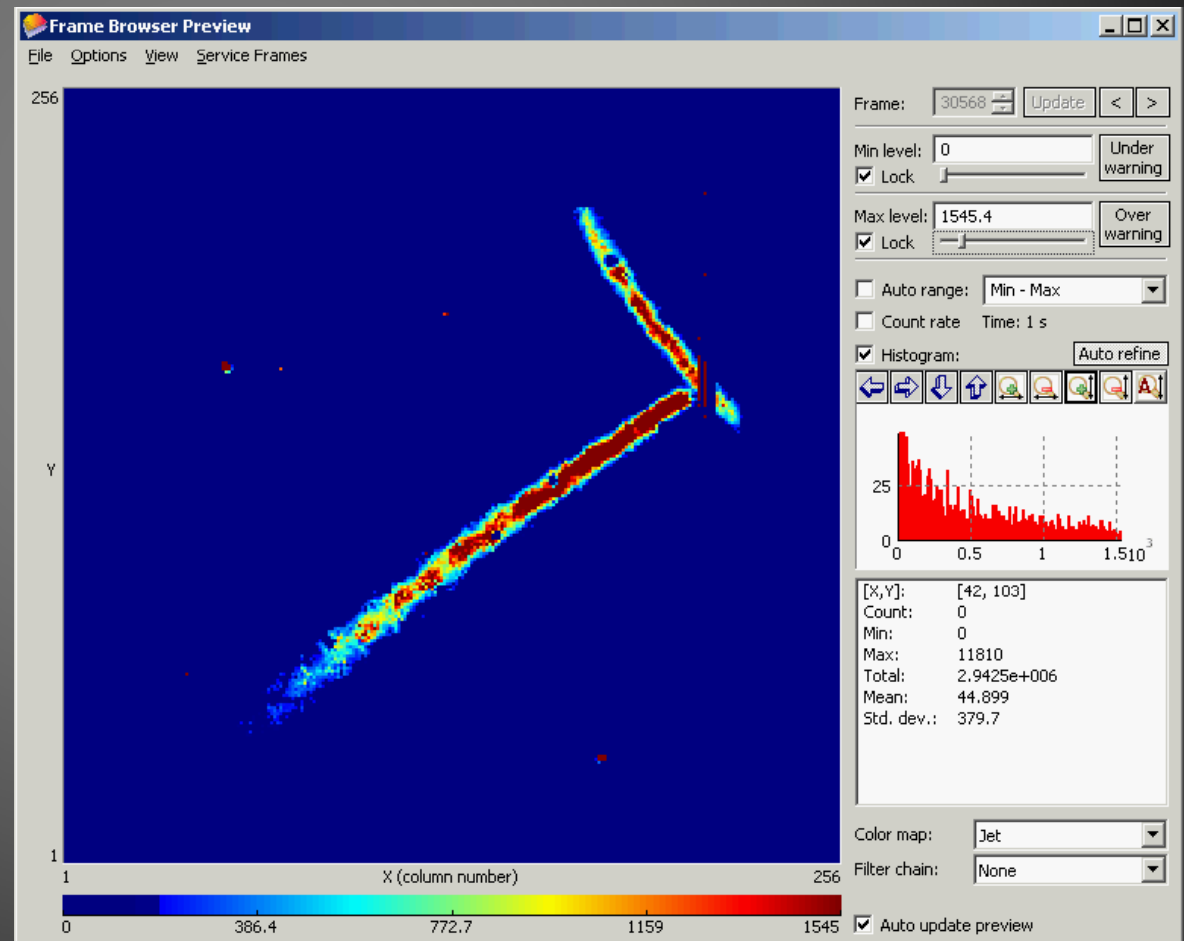 Frame Browser Preview
File Options View Service Frames
256
Y
1
1 X (column number) 256
0 386.4 772.7 1159 1545
Frame: 30568 Update < >
Min level: 0 Under warning
Lock
Max level: 1545.4 Over warning
Lock
Auto range: Min - Max
Count rate Time: 1 s
Histogram: Auto refine
A
25
0
0 0.5 1 1.5 10 3
[X,Y]: [42, 103]
Count: 0
Min: 0
Max: 11810
Total: 2.9425e+006
Mean: 44.899
Std. dev.: 379.7
Color map: Jet
Filter chain: None
Auto update preview